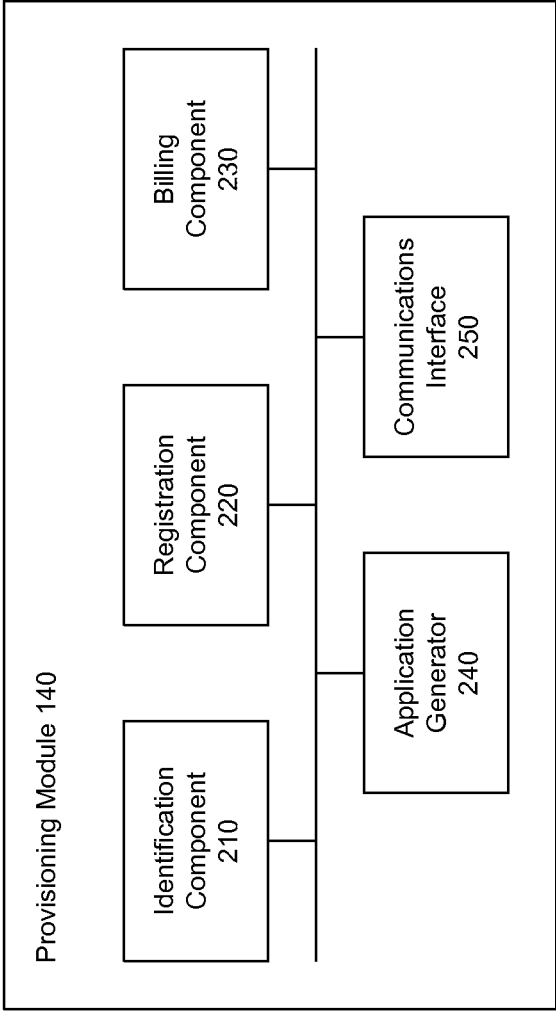 Provisioning Module 140
Identification
Component
210
Registration
Component
220
Billing
Component
230
Application
Generator
240
Communications
Interface
250